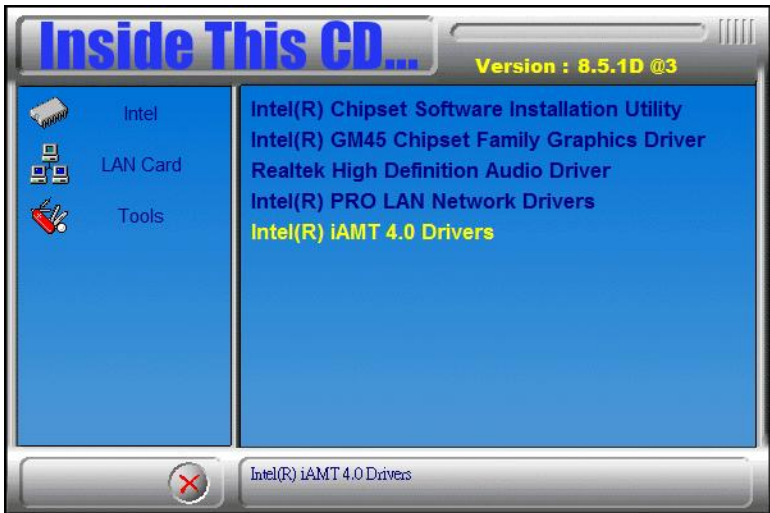 Inside This CD...
Version : 8.5.1D @3
Intel
LAN Card
Tools
Intel(R) Chipset Software Installation Utility
Intel(R) GM45 Chipset Family Graphics Driver
Realtek High Definition Audio Driver
Intel(R) PRO LAN Network Drivers
Intel(R) iAMT 4.0 Drivers
Intel(R) iAMT 4.0 Drivers